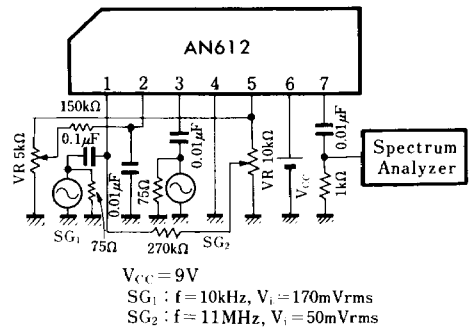 AN612
1 2 3 4 5 6 7
150kΩ
0.1µF
VR 5kΩ
0.01µF
75Ω
0.01µF
VR 10kΩ
VCC
0.01µF
1kΩ
Spectrum
Analyzer
SG1
75Ω
270kΩ
SG2
VCC=9V
SG1 : f=10kHz, Vi=170mVrms
SG2 : f=11MHz, Vi=50mVrms